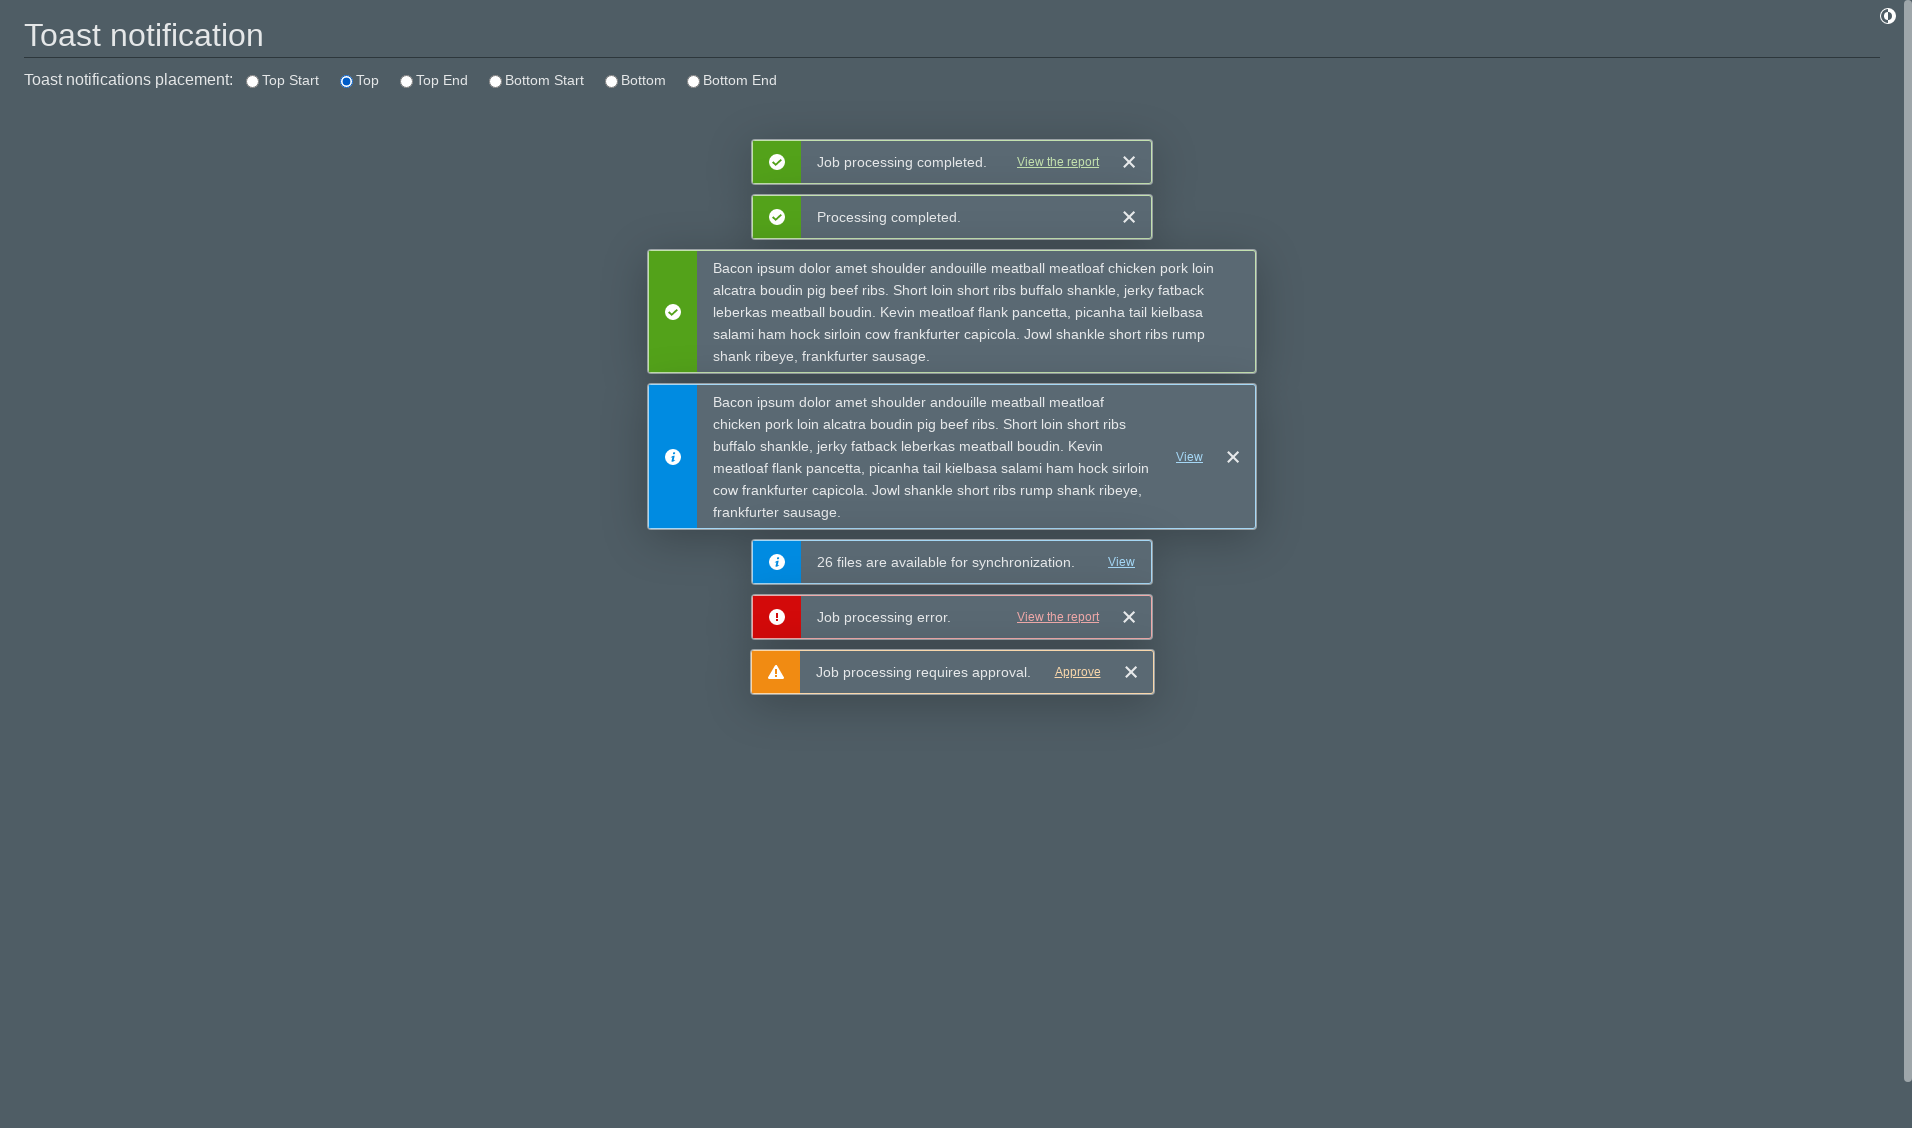 Toast notification
Toast notifications placement: Top Start Top Top End Bottom Start Bottom Bottom End
Job processing completed. View the report
Processing completed.
Bacon ipsum dolor amet shoulder andouille meatball meatloaf chicken pork loin
alcatra boudin pig beef ribs. Short loin short ribs buffalo shankle, jerky fatback
leberkas meatball boudin. Kevin meatloaf flank pancetta, picanha tail kielbasa
salami ham hock sirloin cow frankfurter capicola. Jowl shankle short ribs rump
shank ribeye, frankfurter sausage.
Bacon ipsum dolor amet shoulder andouille meatball meatloaf
chicken pork loin alcatra boudin pig beef ribs. Short loin short ribs
buffalo shankle, jerky fatback leberkas meatball boudin. Kevin
meatloaf flank pancetta, picanha tail kielbasa salami ham hock sirloin
cow frankfurter capicola. Jowl shankle short ribs rump shank ribeye,
frankfurter sausage.
View
26 files are available for synchronization. View
Job processing error. View the report
Job processing requires approval. Approve